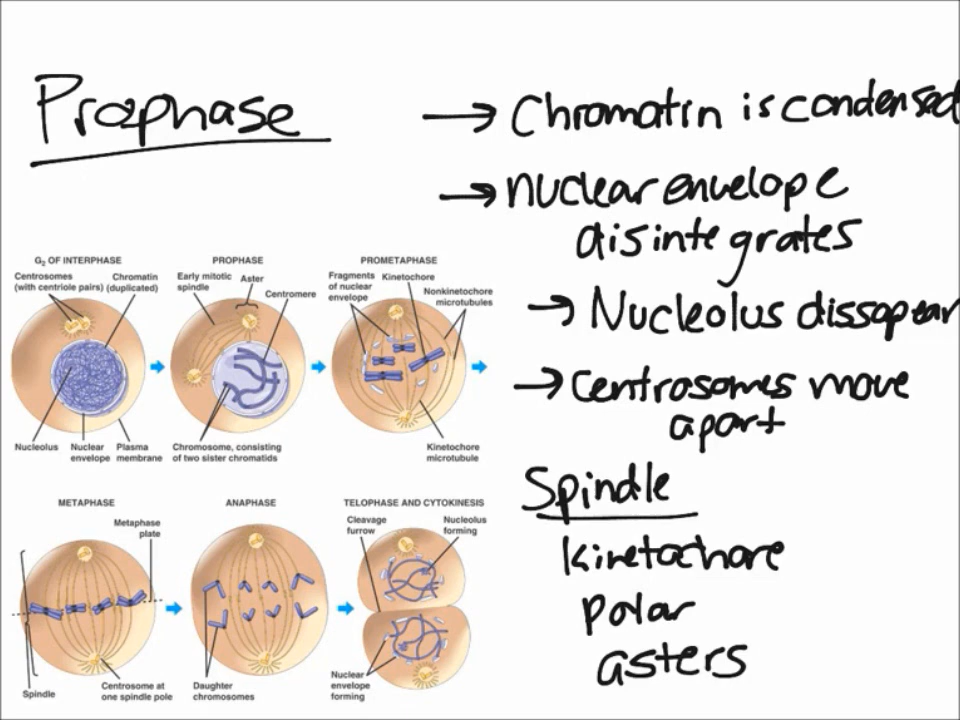 Prophase
→ Chromatin is condensed
→ nuclear envelope
disintegrates
→ Nucleolus dissapear
→ centrosomes move
apart
Spindle
kinetochore
polar
asters
G2 OF INTERPHASE
Centrosomes
(with centriole pairs)
Chromatin
(duplicated)
Nucleolus
Nuclear
envelope
Plasma
membrane
PROPHASE
Early mitotic
spindle
Aster
Centromere
Chromosome, consisting
of two sister chromatids
PROMETAPHASE
Fragments
of nuclear
envelope
Kinetochore
Nonkinetochore
microtubules
Kinetochore
microtubule
METAPHASE
Metaphase
plate
Spindle
Centrosome at
one spindle pole
ANAPHASE
Daughter
chromosomes
TELOPHASE AND CYTOKINESIS
Cleavage
furrow
Nucleolus
forming
Nuclear
envelope
forming